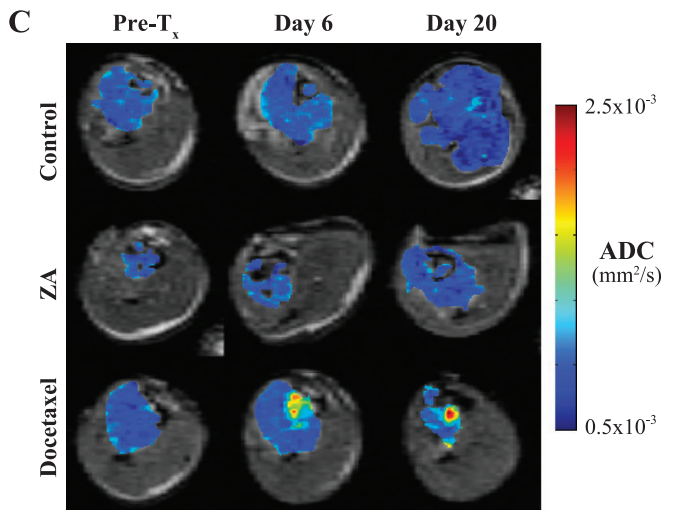 C
Pre-Tₓ Day 6 Day 20
Control
ZA
Docetaxel
2.5x10⁻³
ADC
(mm²/s)
0.5x10⁻³